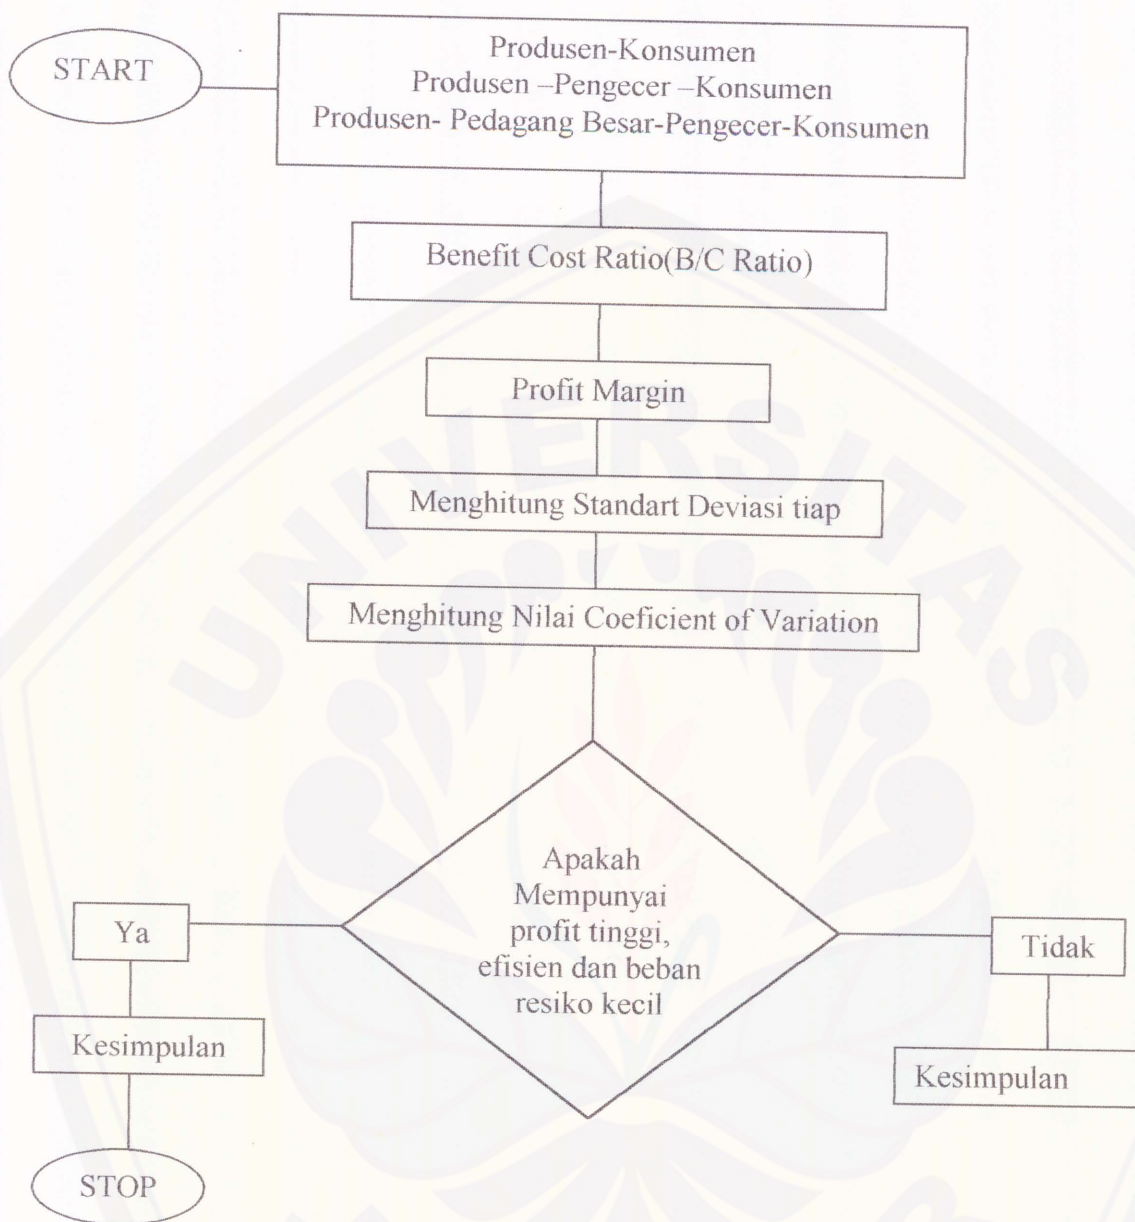 START
Produsen-Konsumen
Produsen –Pengecer –Konsumen
Produsen- Pedagang Besar-Pengecer-Konsumen
Benefit Cost Ratio(B/C Ratio)
Profit Margin
Menghitung Standart Deviasi tiap
Menghitung Nilai Coeficient of Variation
Apakah
Mempunyai
profit tinggi,
efisien dan beban
resiko kecil
Ya
Tidak
Kesimpulan
Kesimpulan
STOP
UNIVERSITAS